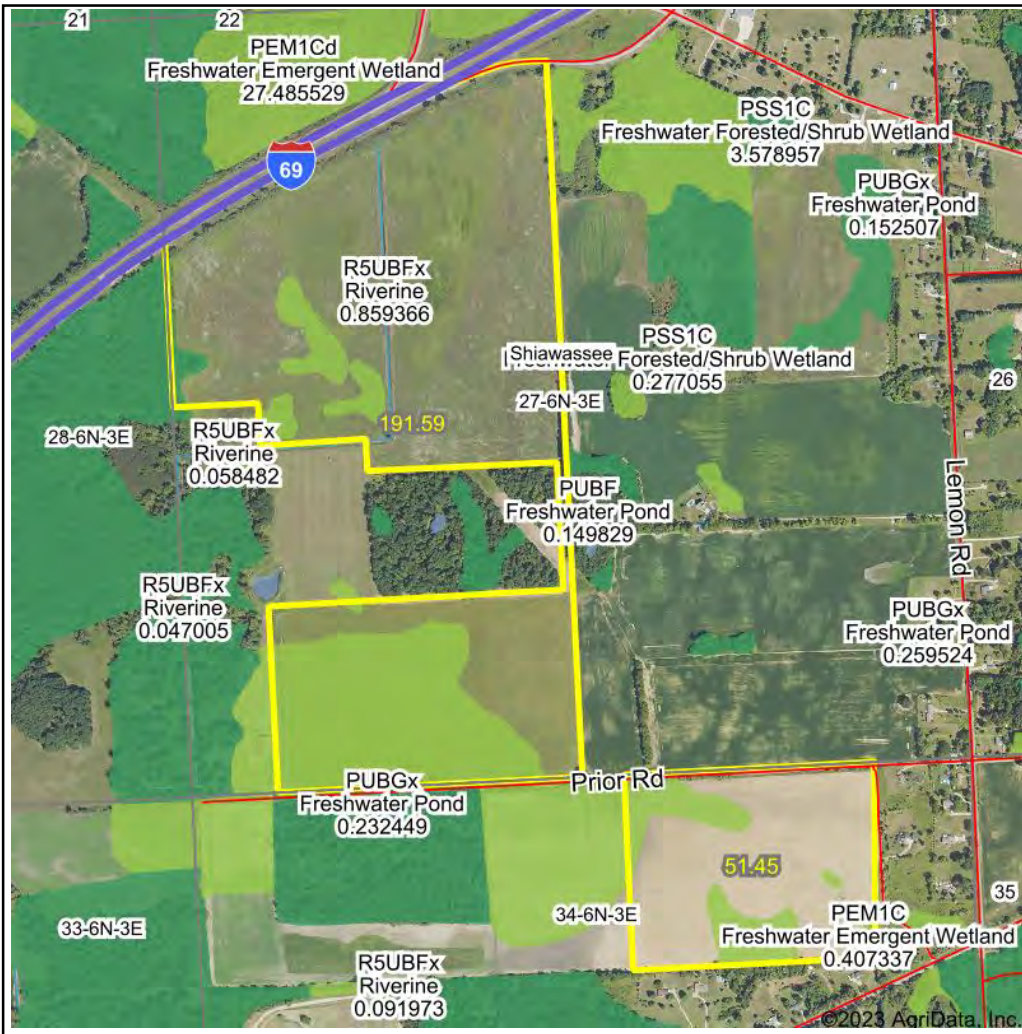 21
22
PEM1Cd
Freshwater Emergent Wetland
27.485529
69
PSS1C
Freshwater Forested/Shrub Wetland
3.578957
PUBGx
Freshwater Pond
0.152507
R5UBFx
Riverine
0.859366
Shiawassee
PSS1C
Forested/Shrub Wetland
0.277055
26
27-6N-3E
191.59
28-6N-3E
R5UBFx
Riverine
0.058482
Lemon Rd
PUBF
Freshwater Pond
0.149829
R5UBFx
Riverine
0.047005
PUBGx
Freshwater Pond
0.259524
Prior Rd
PUBGx
Freshwater Pond
0.232449
51.45
35
33-6N-3E
34-6N-3E
PEM1C
Freshwater Emergent Wetland
0.407337
R5UBFx
Riverine
0.091973
©2023 AgriData, Inc.